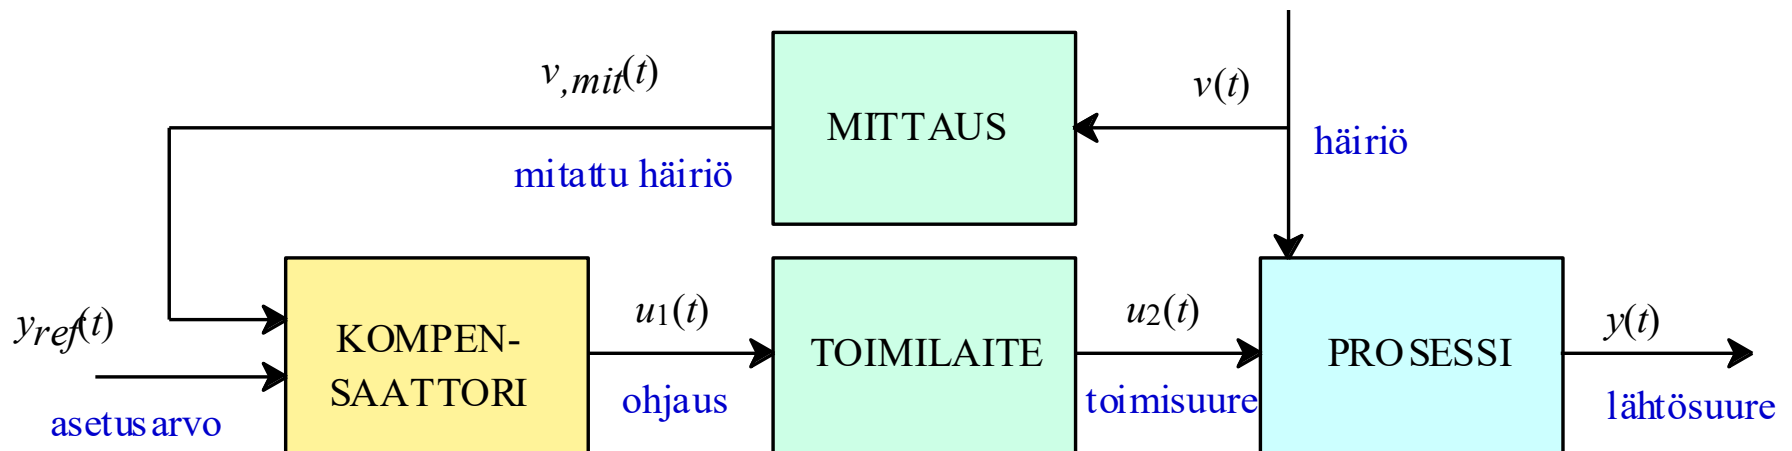 v,mit(t)
v(t)
MITTAUS
häiriö
mitattu häiriö
yref(t)
u1(t)
u2(t)
y(t)
KOMPEN-
SAATTORI
TOIMILAITE
PROSESSI
asetusarvo
ohjaus
toimisuure
lähtösuure